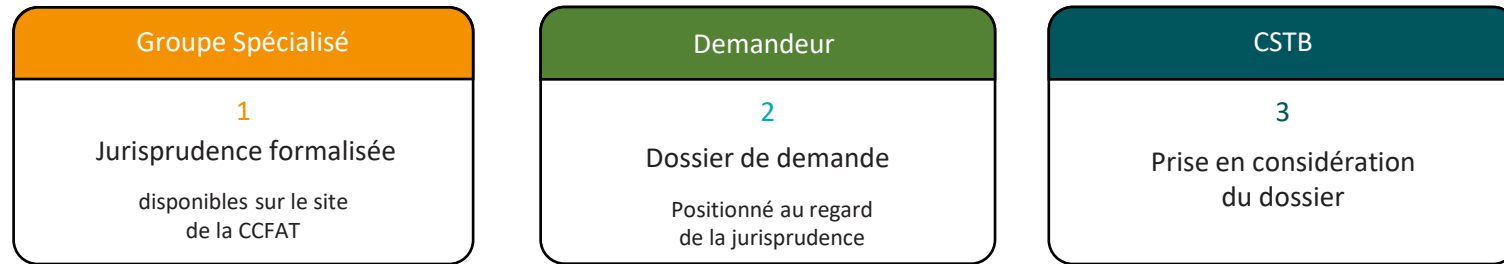 Groupe Spécialisé
1
Jurisprudence formalisée
disponibles sur le site
de la CCFAT
Demandeur
2
Dossier de demande
Positionné au regard
de la jurisprudence
CSTB
3
Prise en considération
du dossier